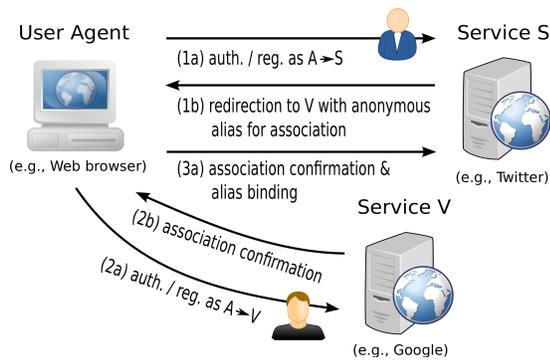 User Agent
Service S
(1a) auth. / reg. as A➛S
(1b) redirection to V with anonymous
alias for association
(e.g., Web browser)
(3a) association confirmation &
alias binding
(e.g., Twitter)
Service V
(2b) association confirmation
(2a) auth. / reg. as A➛V
(e.g., Google)